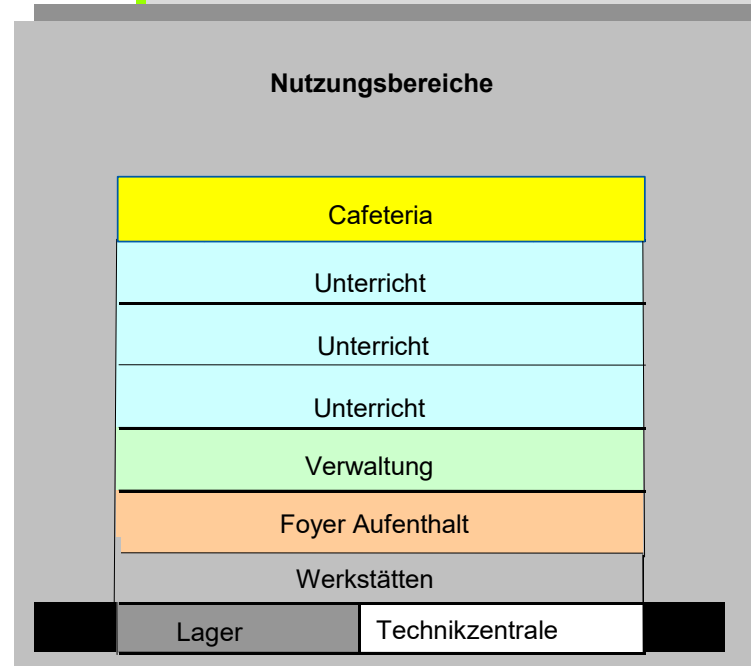 Nutzungsbereiche
Cafeteria
Unterricht
Unterricht
Unterricht
Verwaltung
Foyer Aufenthalt
Werkstätten
Lager
Technikzentrale